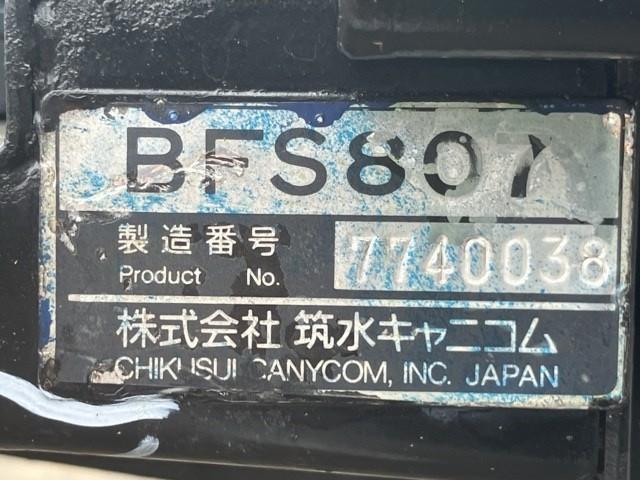 BFS807
製造番号 7740038
Product No.
株式会社 筑水キャニコム
CHIKUSUI CANYCOM, INC. JAPAN